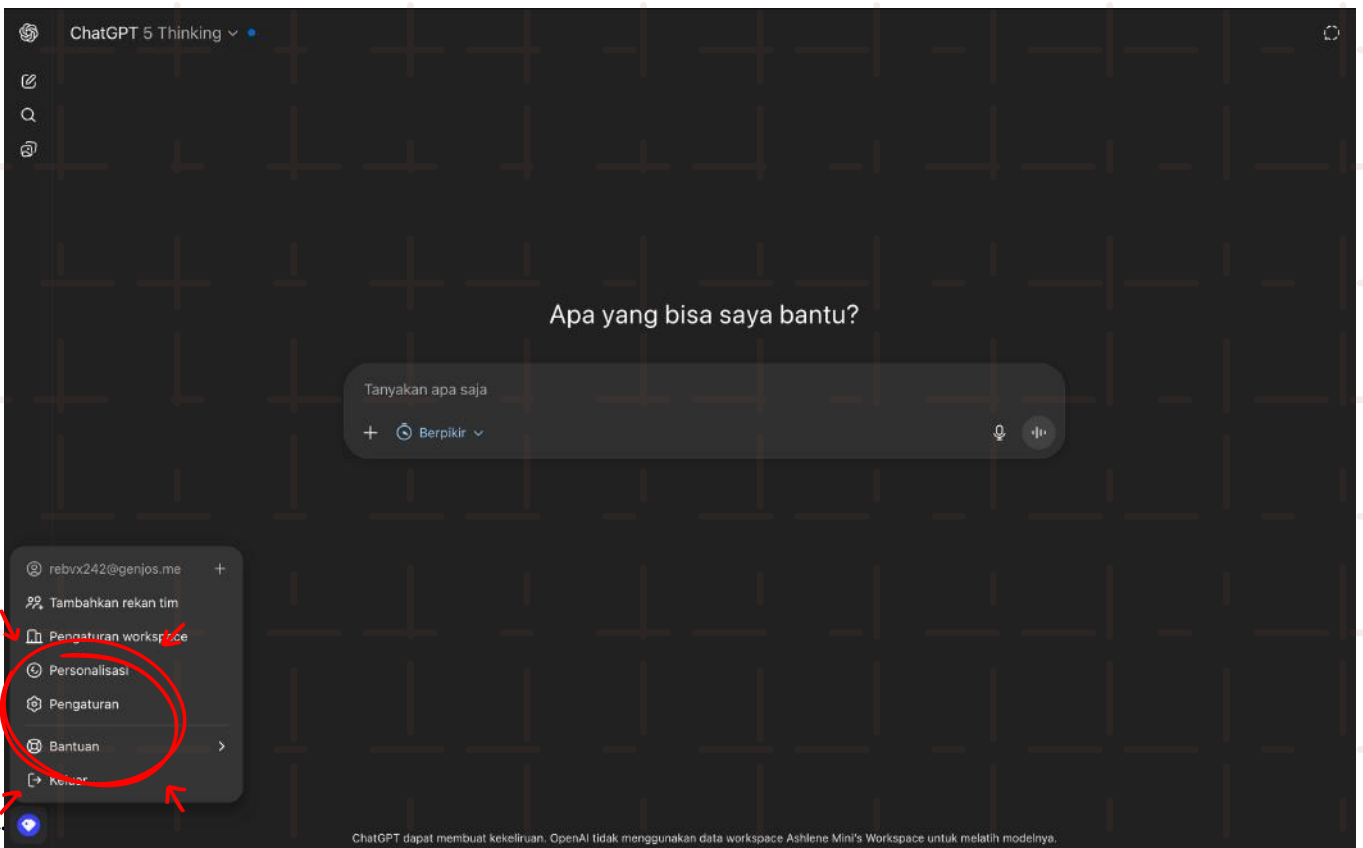 ChatGPT 5 Thinking
Apa yang bisa saya bantu?
Tanyakan apa saja
Berpikir
rebvx242@genjos.me
Tambahkan rekan tim
Pengaturan workspace
Personalisasi
Pengaturan
Bantuan
Keluar
ChatGPT dapat membuat kekeliruan. OpenAI tidak menggunakan data workspace Ashlene Mini's Workspace untuk melatih modelnya.